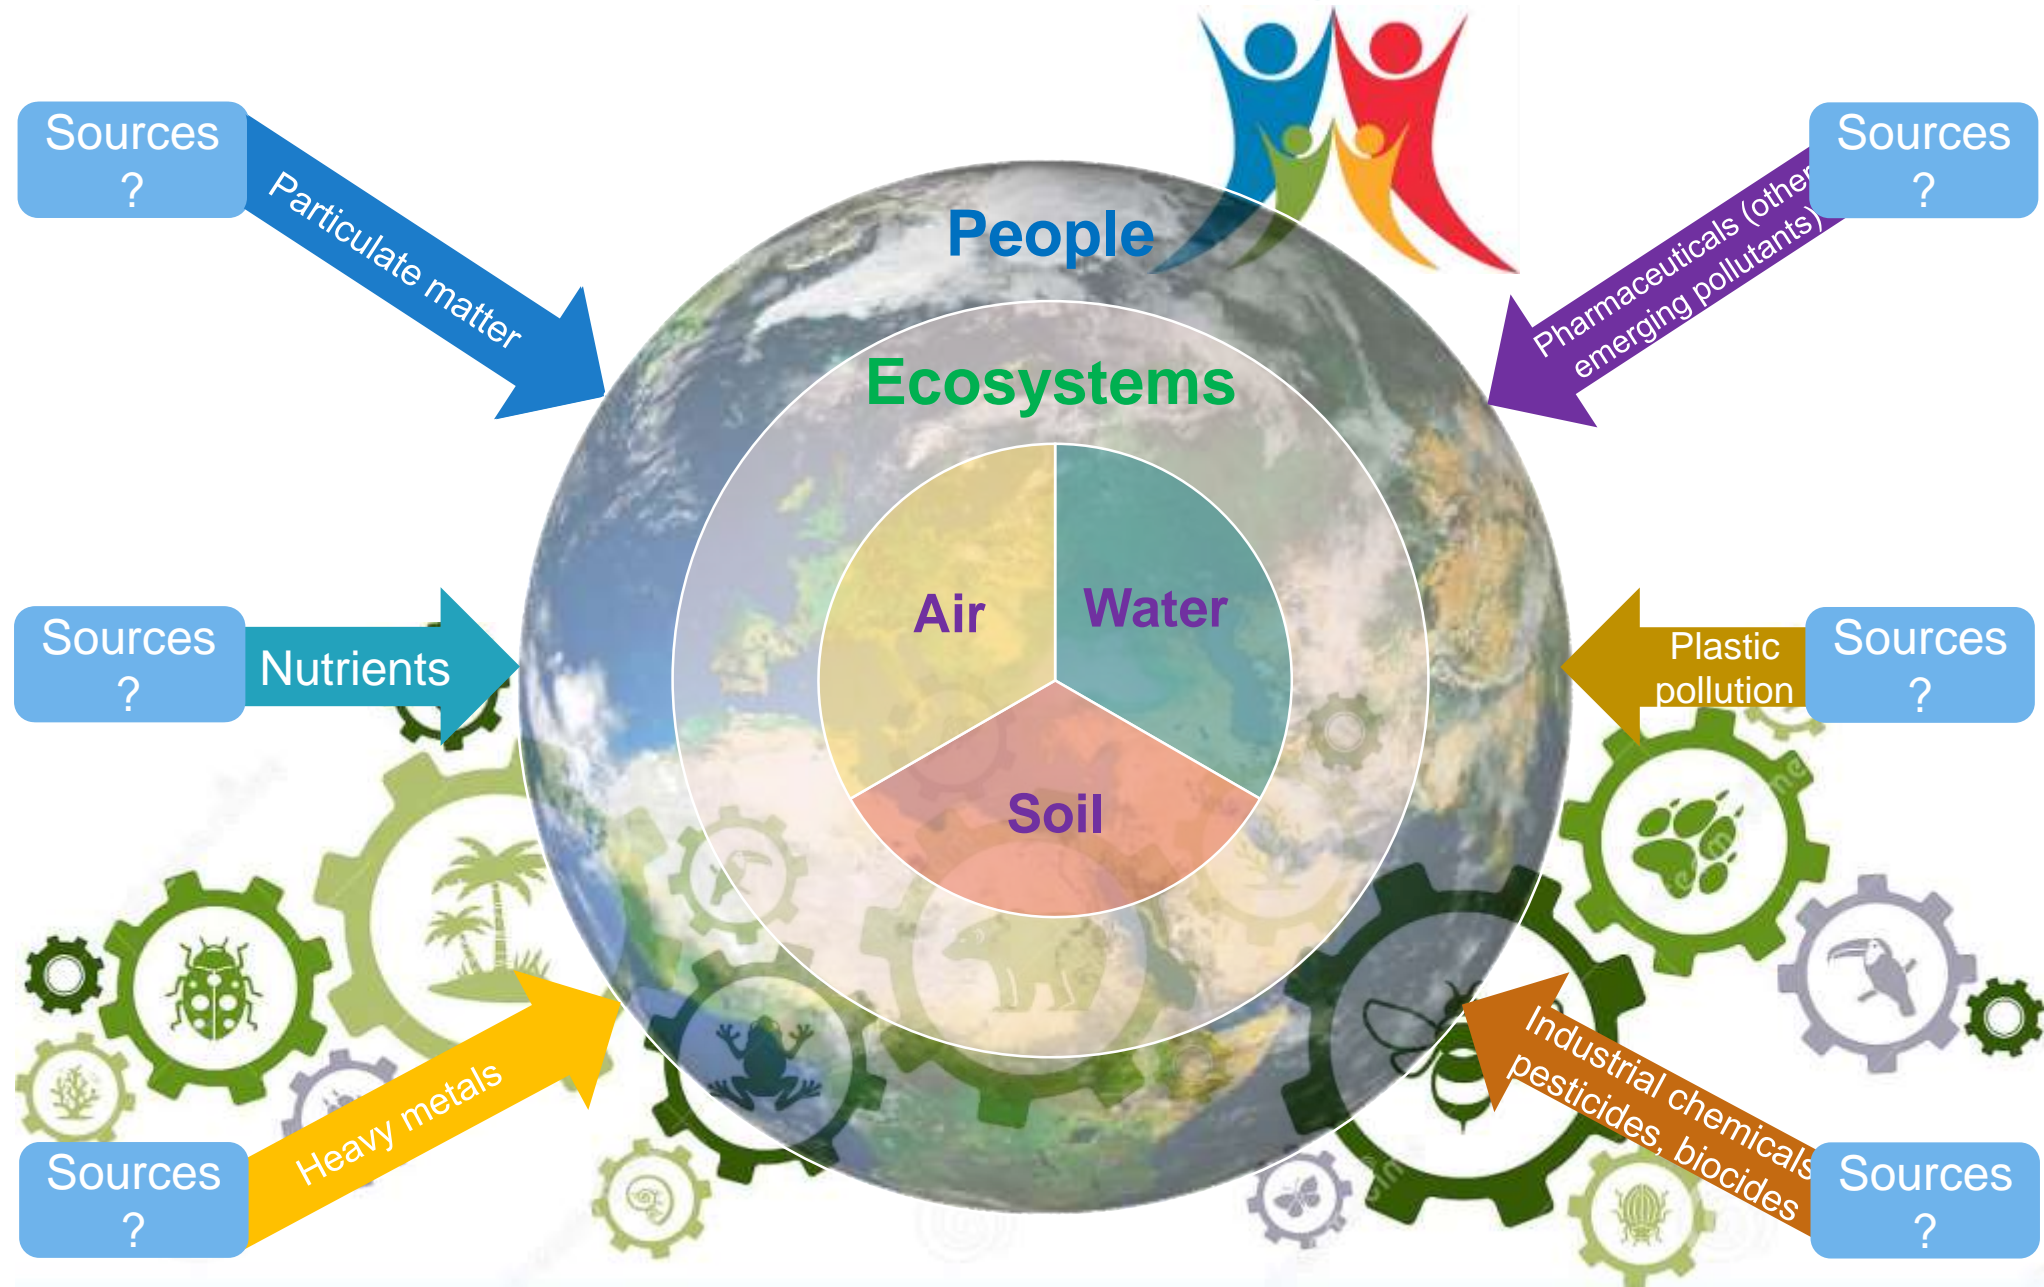 Sources
?
Particulate matter
People
Sources
?
Pharmaceuticals (other
emerging pollutants)
Ecosystems
Air
Water
Soil
Sources
?
Nutrients
Plastic
pollution
Sources
?
Heavy metals
Sources
?
Industrial chemicals,
pesticides, biocides
Sources
?